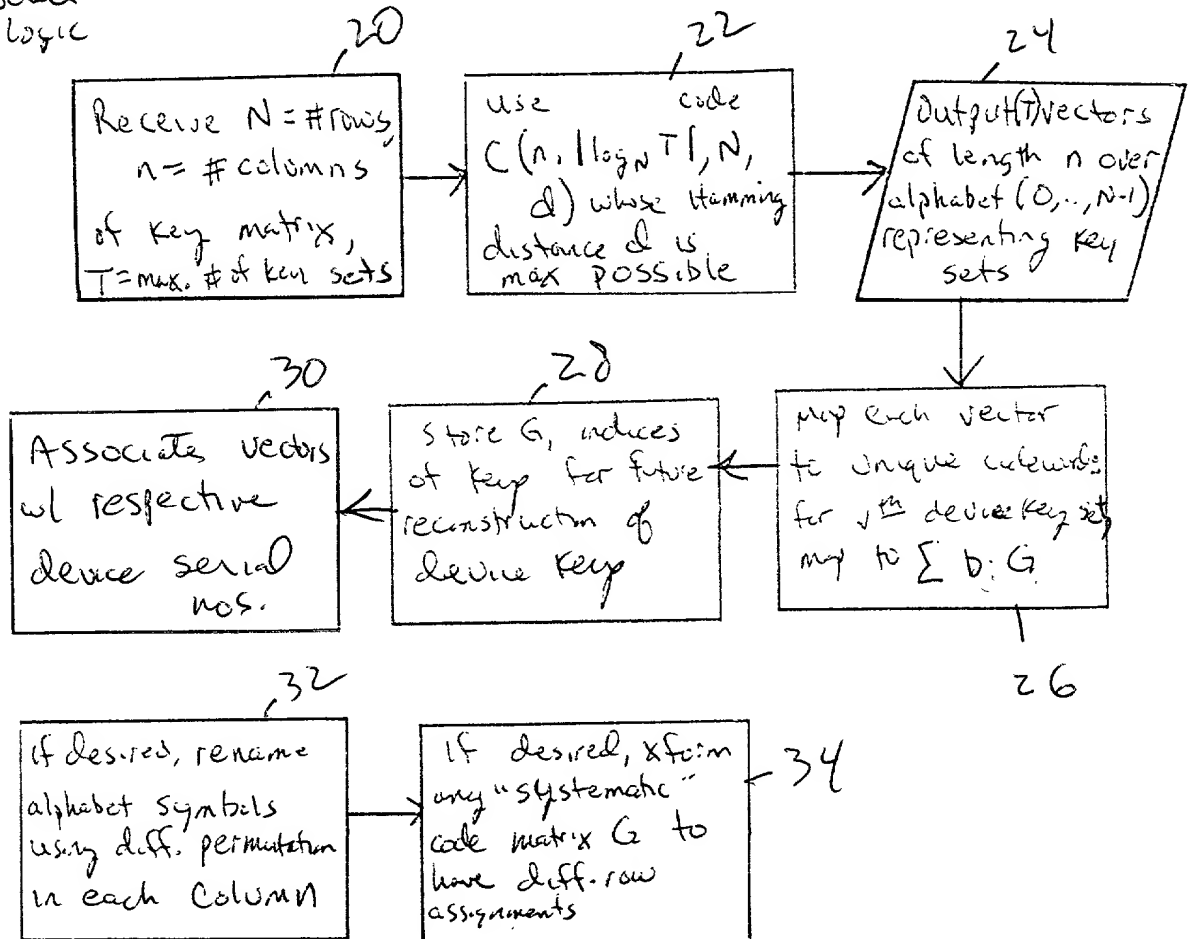 Logic
20
Receive N = #rows,
n = # columns
of key matrix,
T = max. # of key sets
22
use code
C (n, ⌈log_N T⌉, N,
d) whose Hamming
distance d is
max possible
24
Output (T) vectors
of length n over
alphabet (0,..,N-1)
representing key
sets
30
Associates vectors
w/ respective
device serial
nos.
28
Store G, indices
of keys for future
reconstruction of
device keys
Map each vector
to unique codeword:
for vth device key set,
map to ∑ bi G
26
32
If desired, rename
alphabet symbols
using diff. permutation
in each column
If desired, xform
any "systematic"
code matrix G to
have diff. row
assignments
34